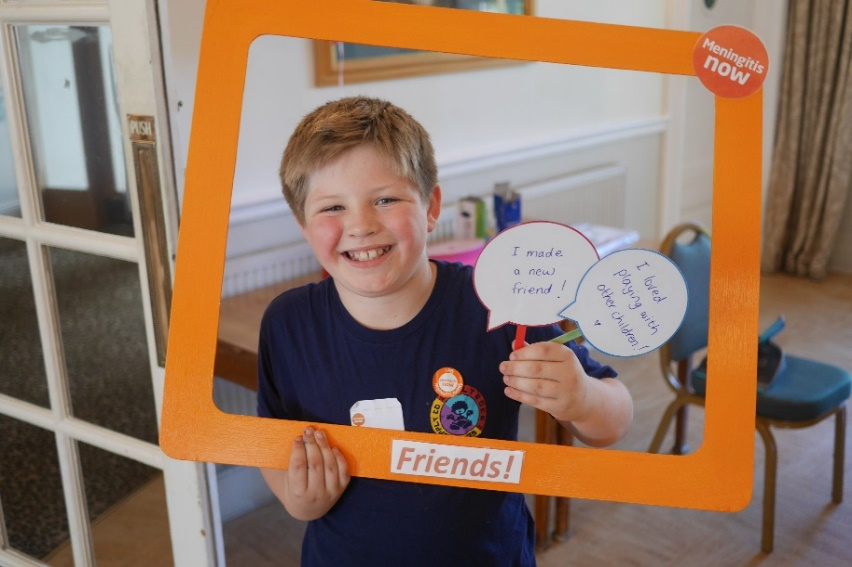 PUSH
Meningitis
now
I made
a new
friend!
I loved
playing with
other children!
Friends!